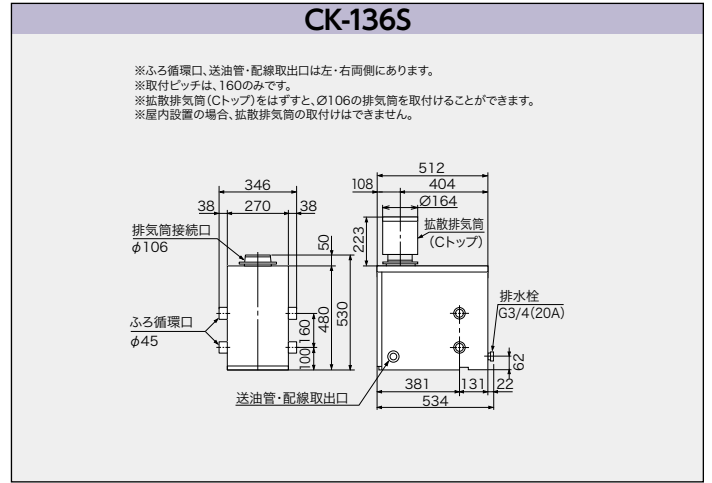 CK-136S
※ふろ循環口、送油管・配線取出口は左・右両側にあります。
※取付ピッチは、160のみです。
※拡散排気筒(Cトップ)をはずすと、Ø106の排気筒を取付けることができます。
※屋内設置の場合、拡散排気筒の取付けはできません。
512
346
108
404
38
270
38
Ø164
排気筒接続口
φ106
50
223
拡散排気筒
(Cトップ)
ふろ循環口
φ45
160
100
480
530
排水栓
G3/4(20A)
62
381
131
22
送油管・配線取出口
534